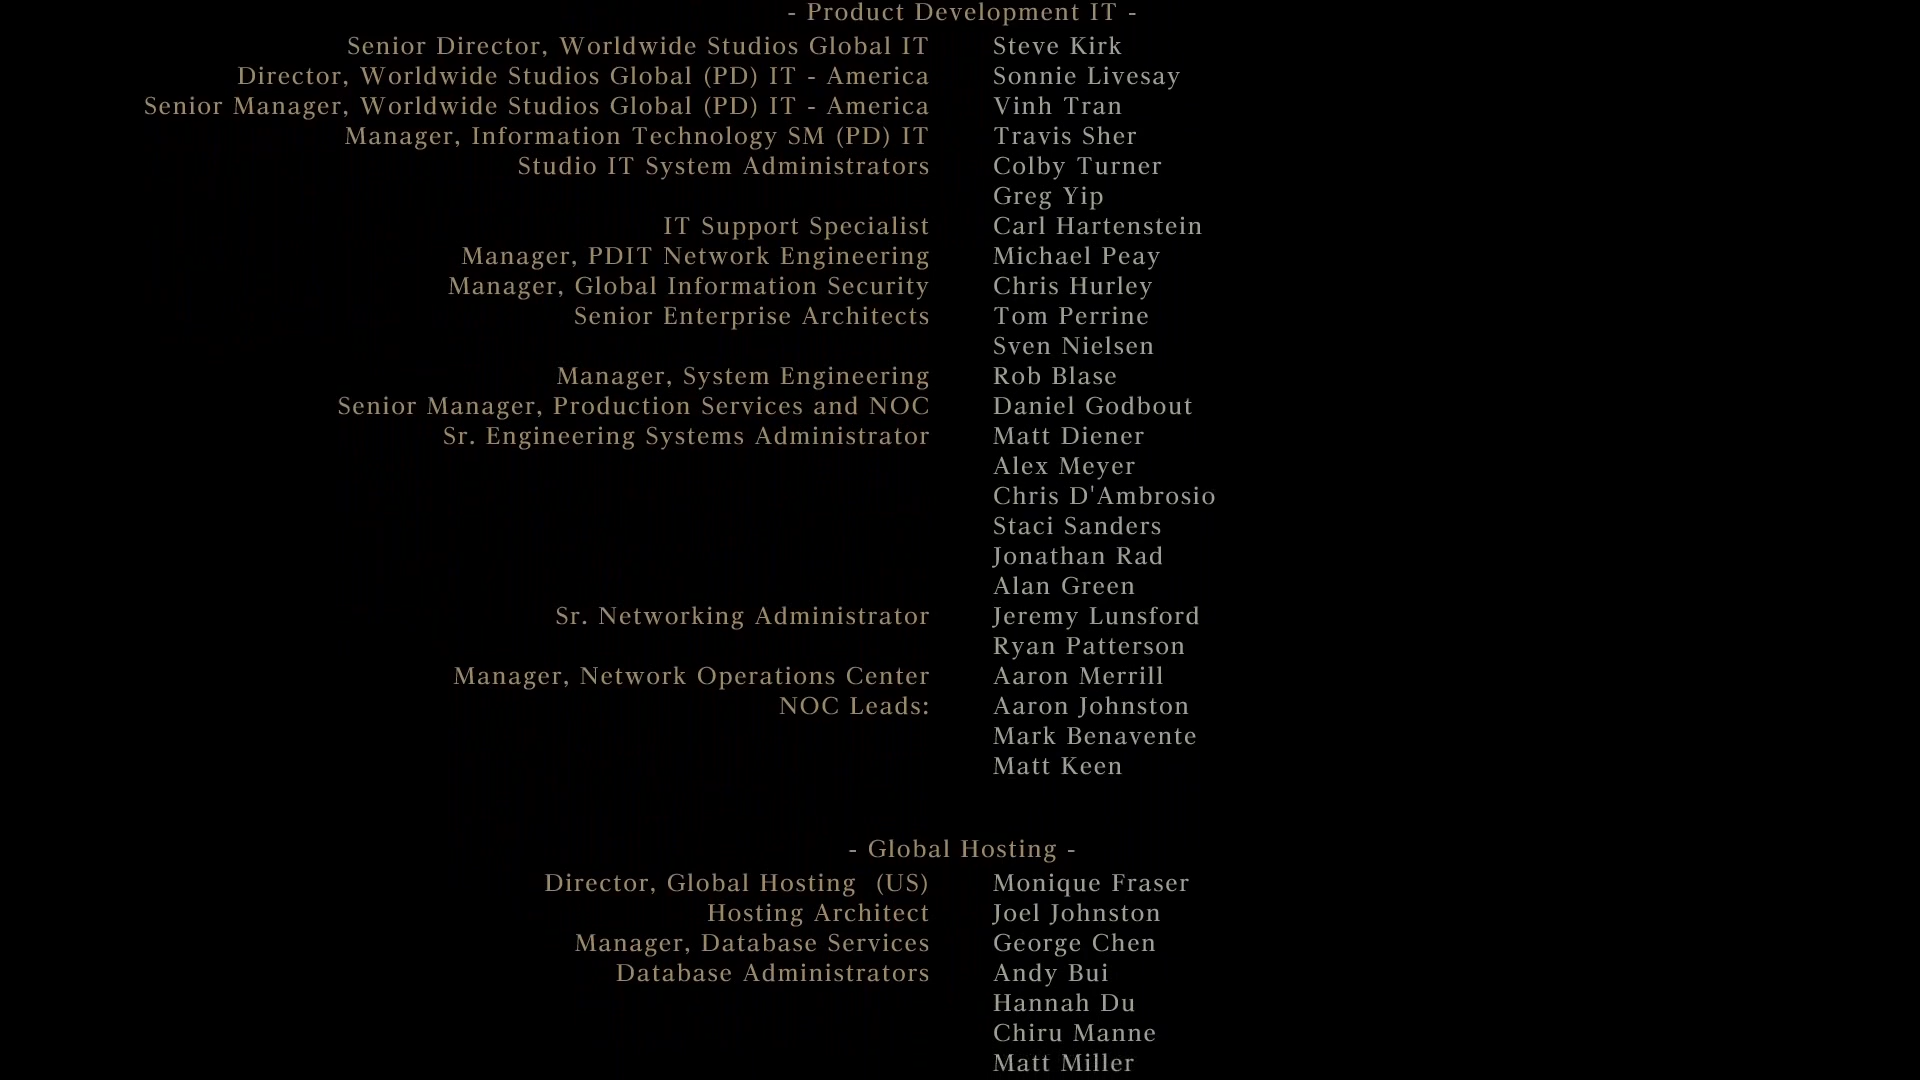 - Product Development IT -
Senior Director, Worldwide Studios Global IT Steve Kirk
Director, Worldwide Studios Global (PD) IT - America Sonnie Livesay
Senior Manager, Worldwide Studios Global (PD) IT - America Vinh Tran
Manager, Information Technology SM (PD) IT Travis Sher
Studio IT System Administrators Colby Turner
Greg Yip
IT Support Specialist Carl Hartenstein
Manager, PDIT Network Engineering Michael Peay
Manager, Global Information Security Chris Hurley
Senior Enterprise Architects Tom Perrine
Sven Nielsen
Manager, System Engineering Rob Blase
Senior Manager, Production Services and NOC Daniel Godbout
Sr. Engineering Systems Administrator Matt Diener
Alex Meyer
Chris D'Ambrosio
Staci Sanders
Jonathan Rad
Alan Green
Sr. Networking Administrator Jeremy Lunsford
Ryan Patterson
Manager, Network Operations Center Aaron Merrill
NOC Leads: Aaron Johnston
Mark Benavente
Matt Keen
- Global Hosting -
Director, Global Hosting (US) Monique Fraser
Hosting Architect Joel Johnston
Manager, Database Services George Chen
Database Administrators Andy Bui
Hannah Du
Chiru Manne
Matt Miller